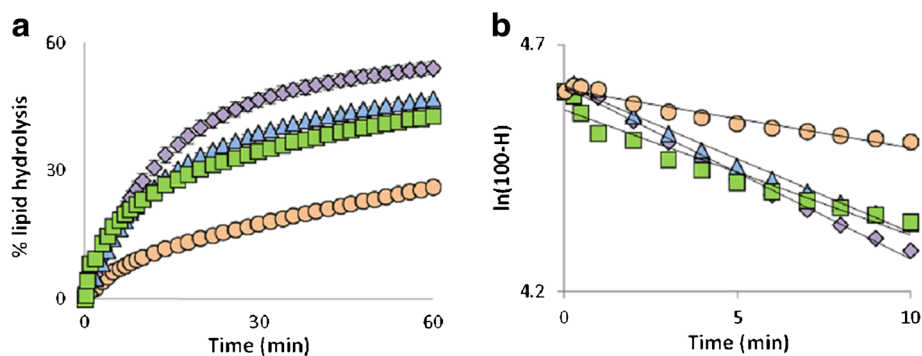 a
60
30
0
% lipid hydrolysis
0 30 60
Time (min)
b
4.7
4.2
ln(100-H)
0 5 10
Time (min)